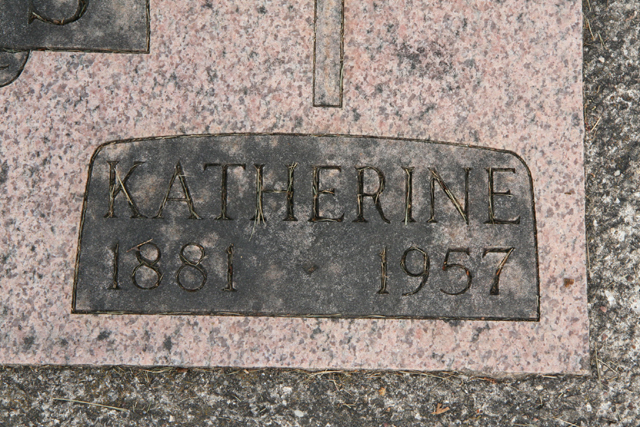 S
KATHERINE
1881 · 1957